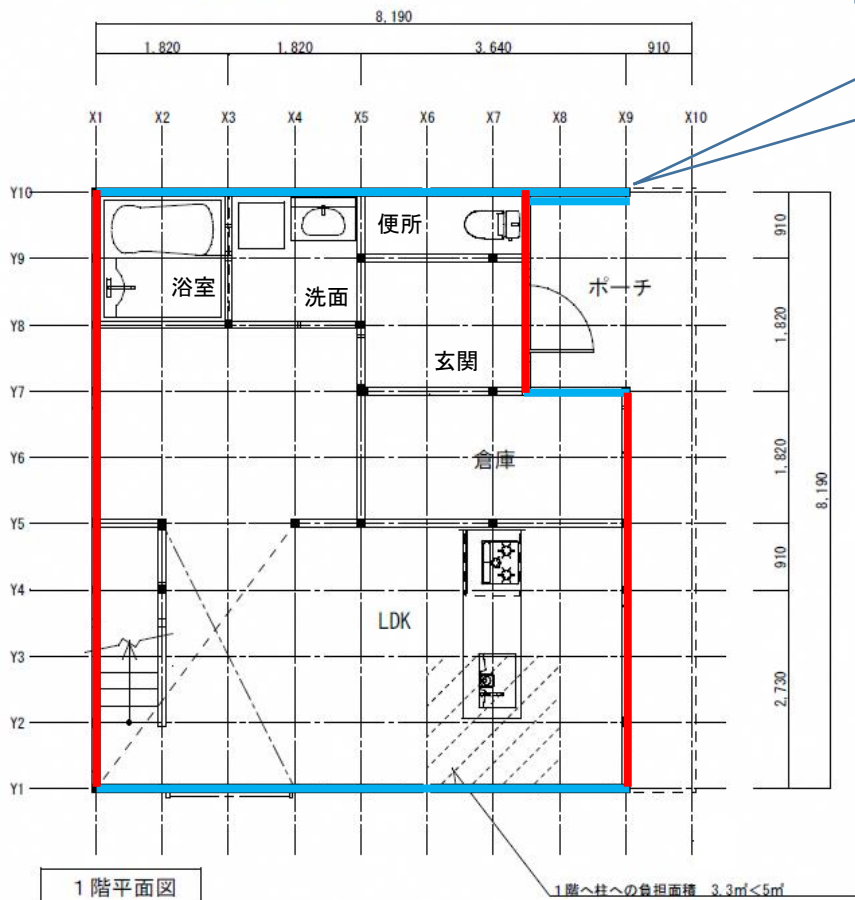 8,190
1,820 1,820 3,640 910
X1 X2 X3 X4 X5 X6 X7 X8 X9 X10
Y10
便所
910
Y9
浴室
洗面
ポーチ
Y8
1,820
玄関
Y7
Y6
倉庫
1,820
8,190
Y5
910
Y4
LDK
Y3
2,730
Y2
Y1
1階平面図
1階へ柱への負担面積 3.3㎡<5㎡